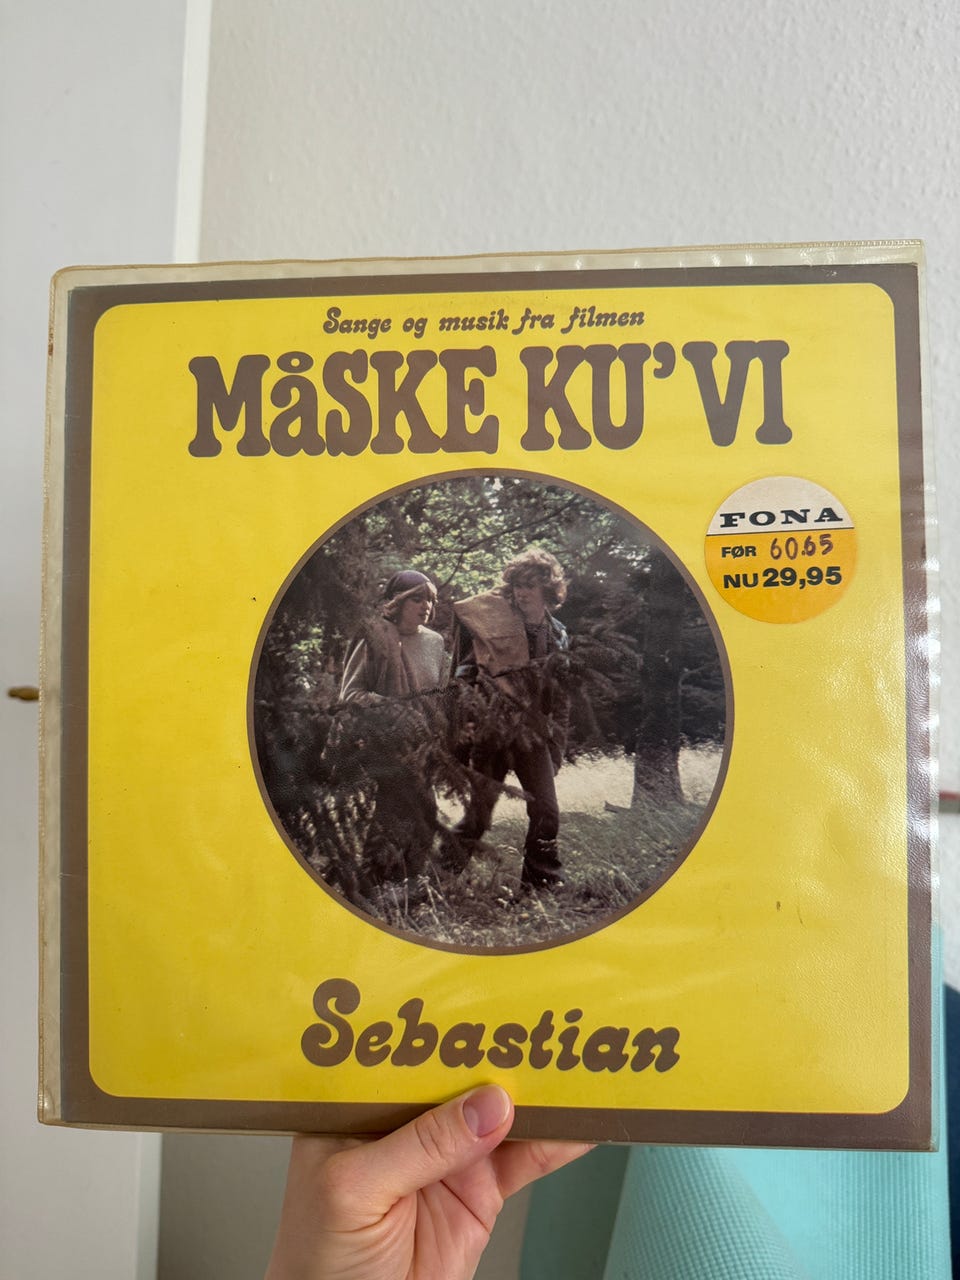 Sange og musik fra filmen
MåSKE KU'VI
FONA
FØR 60.65
NU 29,95
Sebastian